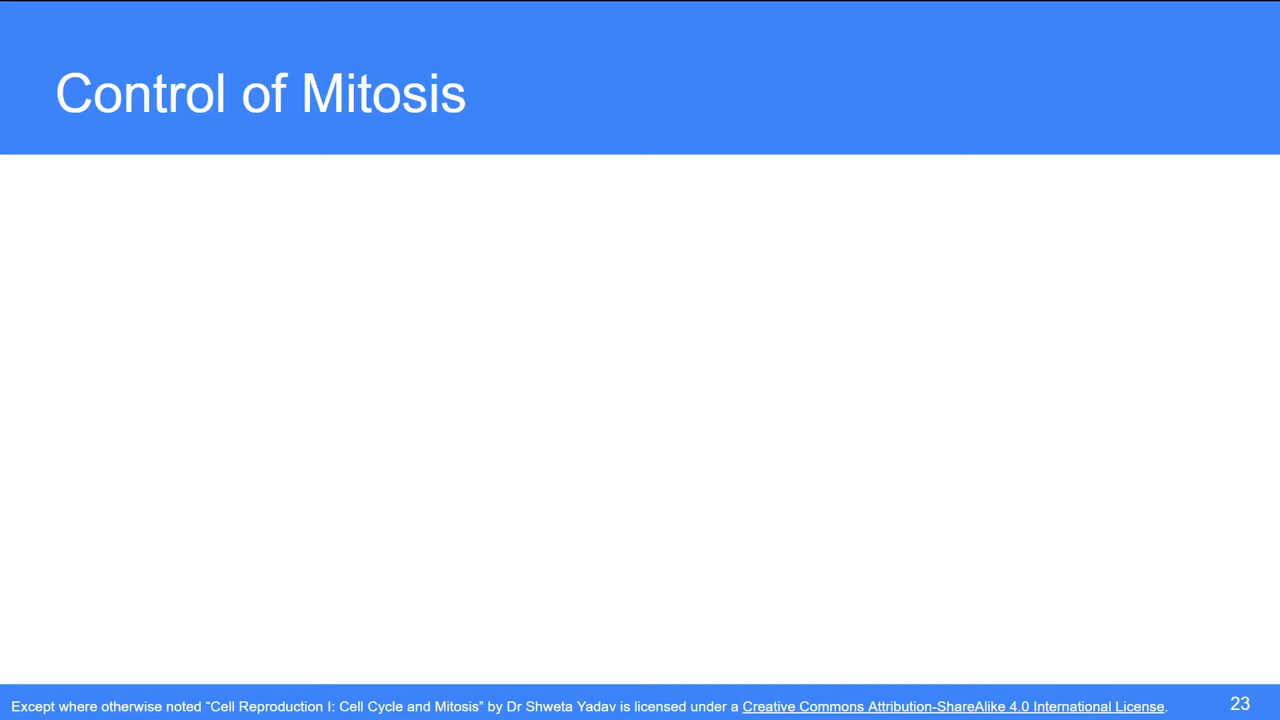 Control of Mitosis
Except where otherwise noted “Cell Reproduction I: Cell Cycle and Mitosis” by Dr Shweta Yadav is licensed under a Creative Commons Attribution-ShareAlike 4.0 International License.
23